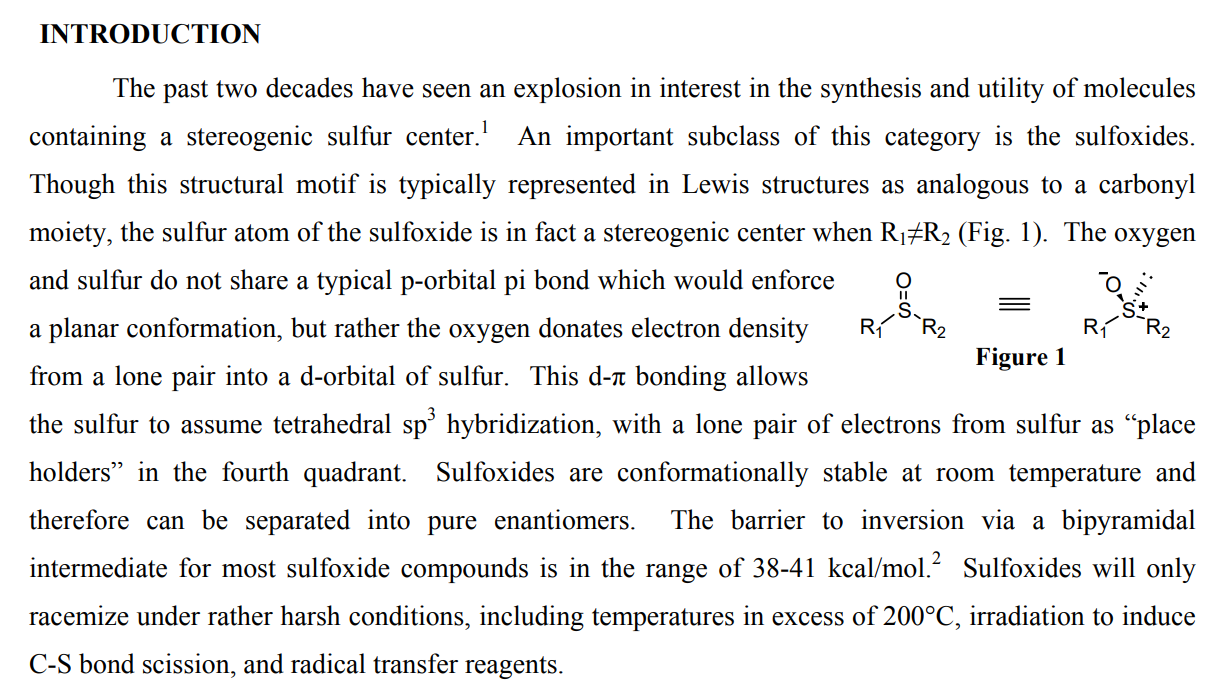 INTRODUCTION
The past two decades have seen an explosion in interest in the synthesis and utility of molecules
containing a stereogenic sulfur center.1 An important subclass of this category is the sulfoxides.
Though this structural motif is typically represented in Lewis structures as analogous to a carbonyl
moiety, the sulfur atom of the sulfoxide is in fact a stereogenic center when R1≠R2 (Fig. 1). The oxygen
and sulfur do not share a typical p-orbital pi bond which would enforce
a planar conformation, but rather the oxygen donates electron density
from a lone pair into a d-orbital of sulfur. This d-π bonding allows
O
S
R1 R2
≡
-O
S+
R1 R2
Figure 1
the sulfur to assume tetrahedral sp3 hybridization, with a lone pair of electrons from sulfur as “place
holders” in the fourth quadrant. Sulfoxides are conformationally stable at room temperature and
therefore can be separated into pure enantiomers. The barrier to inversion via a bipyramidal
intermediate for most sulfoxide compounds is in the range of 38-41 kcal/mol.2 Sulfoxides will only
racemize under rather harsh conditions, including temperatures in excess of 200°C, irradiation to induce
C-S bond scission, and radical transfer reagents.